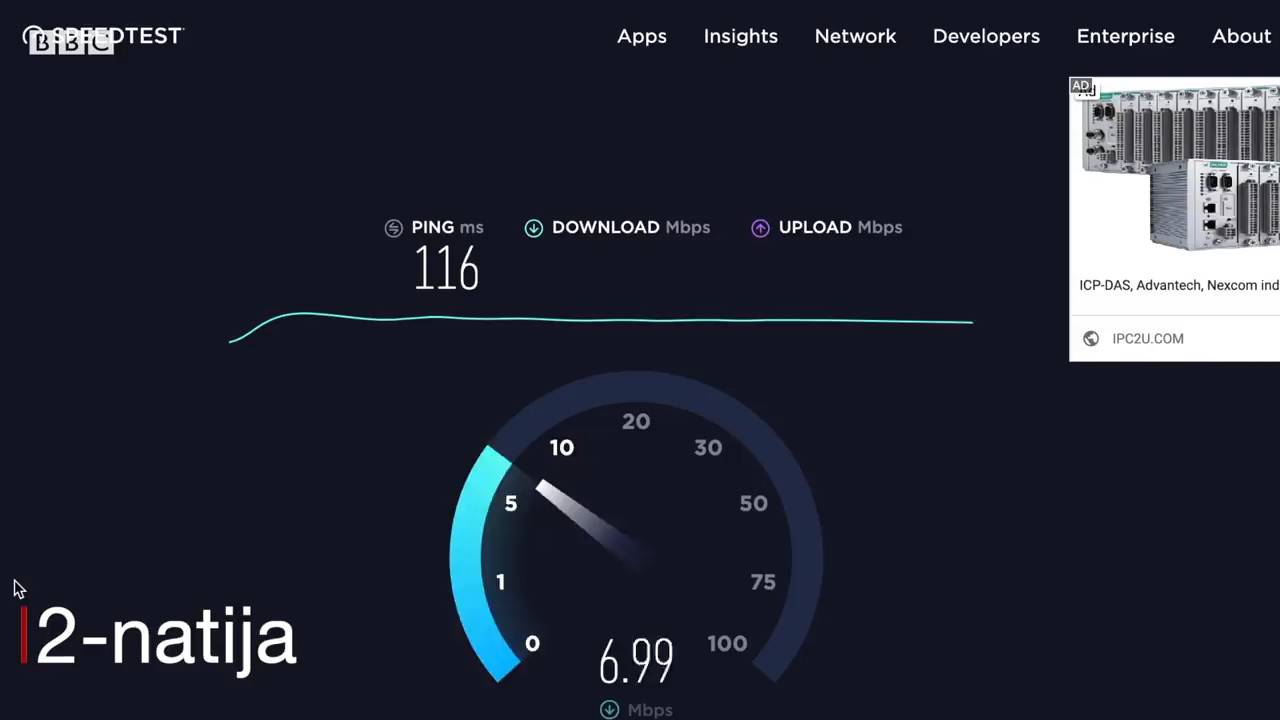 SPEEDTEST
BBC
Apps Insights Network Developers Enterprise About
AD
Ad
PING ms DOWNLOAD Mbps UPLOAD Mbps
116
ICP-DAS, Advantech, Nexcom ind
IPC2U.COM
20
10 30
5 50
1 75
0 100
6.99
Mbps
2-natija